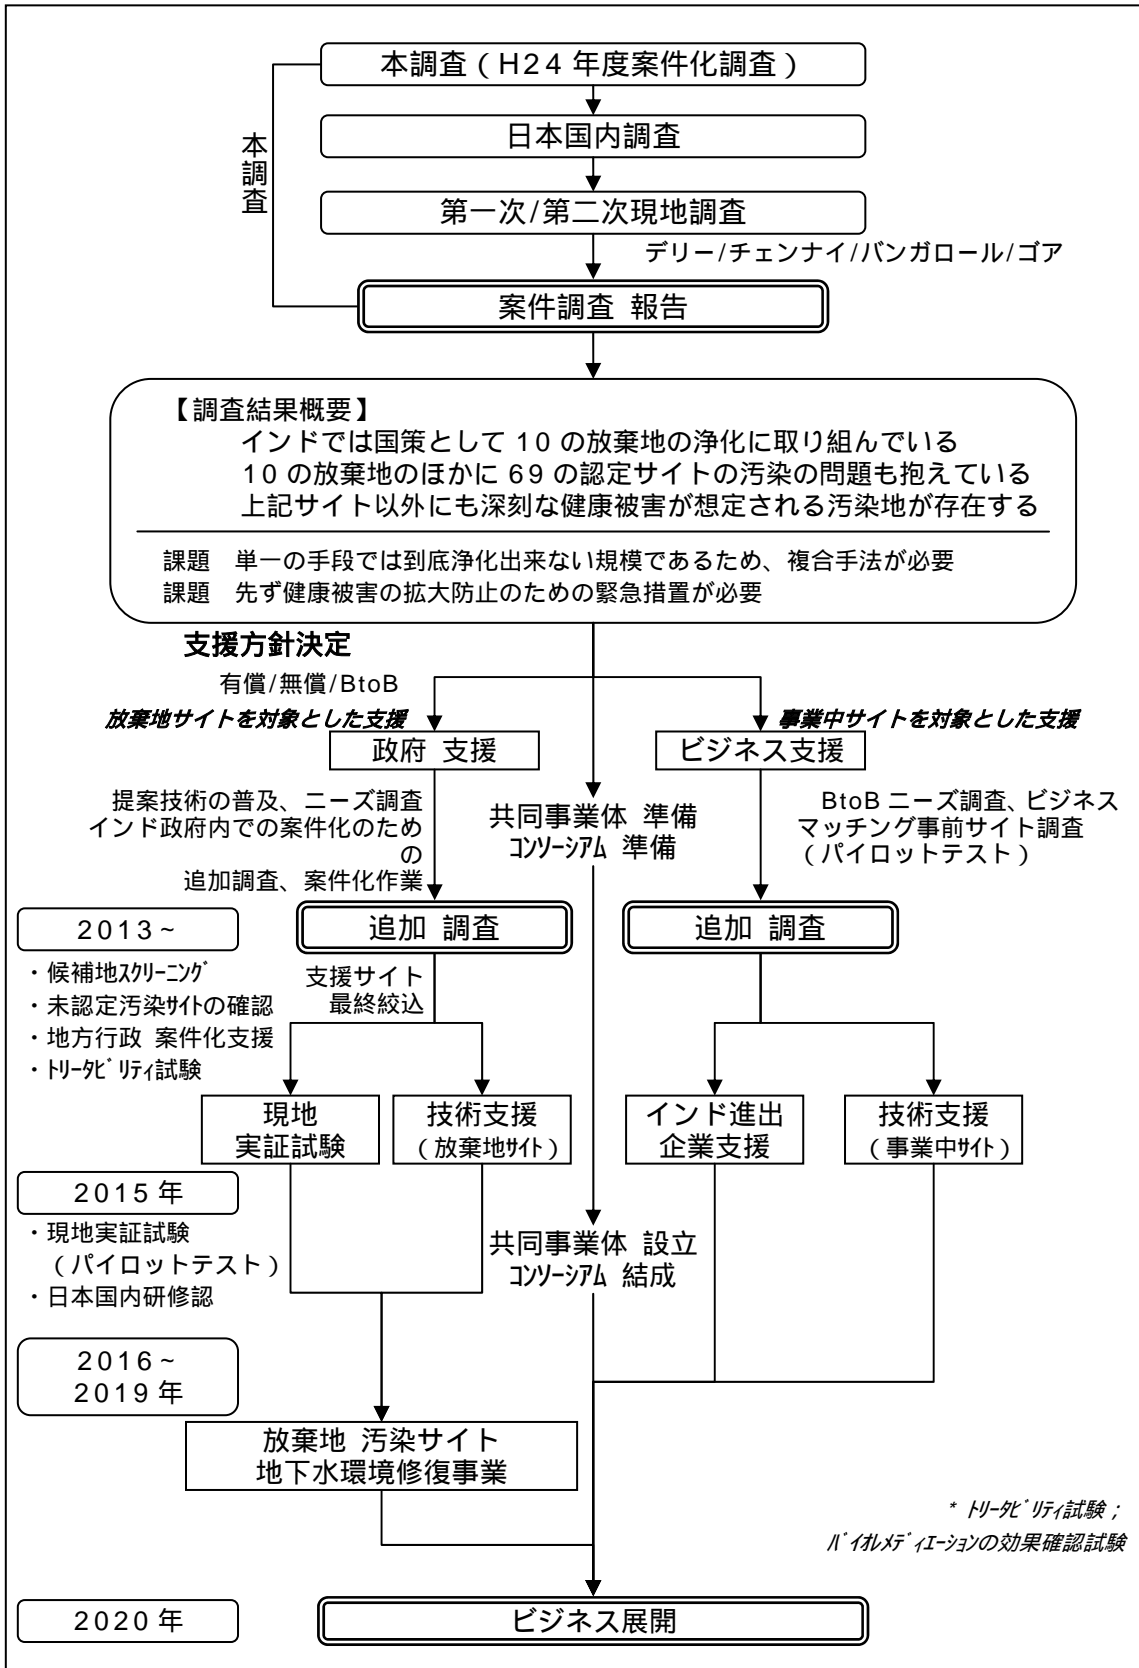 本調査（H24 年度案件化調査）
日本国内調査
本調査
第一次/第二次現地調査
デリー/チェンナイ/バンガロール/ゴア
案件調査 報告
【調査結果概要】
インドでは国策として 10 の放棄地の浄化に取り組んでいる
10 の放棄地のほかに 69 の認定サイトの汚染の問題も抱えている
上記サイト以外にも深刻な健康被害が想定される汚染地が存在する
課題 単一の手段では到底浄化出来ない規模であるため、複合手法が必要
課題 先ず健康被害の拡大防止のための緊急措置が必要
支援方針決定
有償/無償/BtoB
放棄地サイトを対象とした支援
事業中サイトを対象とした支援
政府 支援
ビジネス支援
提案技術の普及、ニーズ調査
インド政府内での案件化のため
の
追加調査、案件化作業
共同事業体 準備
ｺﾝｿｰｼｱﾑ 準備
BtoB ニーズ調査、ビジネス
マッチング事前サイト調査
（パイロットテスト）
2013～
追加 調査
追加 調査
・候補地ｽｸﾘｰﾆﾝｸﾞ
・未認定汚染ｻｲﾄの確認
・地方行政 案件化支援
・ﾄﾘｰﾀﾋﾞﾘﾃｨ試験
支援サイト
最終絞込
現地
実証試験
技術支援
（放棄地ｻｲﾄ）
インド進出
企業支援
技術支援
（事業中ｻｲﾄ）
2015 年
・現地実証試験
（パイロットテスト）
・日本国内研修認
共同事業体 設立
ｺﾝｿｰｼｱﾑ 結成
2016～
2019 年
放棄地 汚染サイト
地下水環境修復事業
* ﾄﾘｰﾀﾋﾞﾘﾃｨ試験；
ﾊﾞｲｵﾚﾒﾃﾞｨｴｰｼｮﾝの効果確認試験
2020 年
ビジネス展開